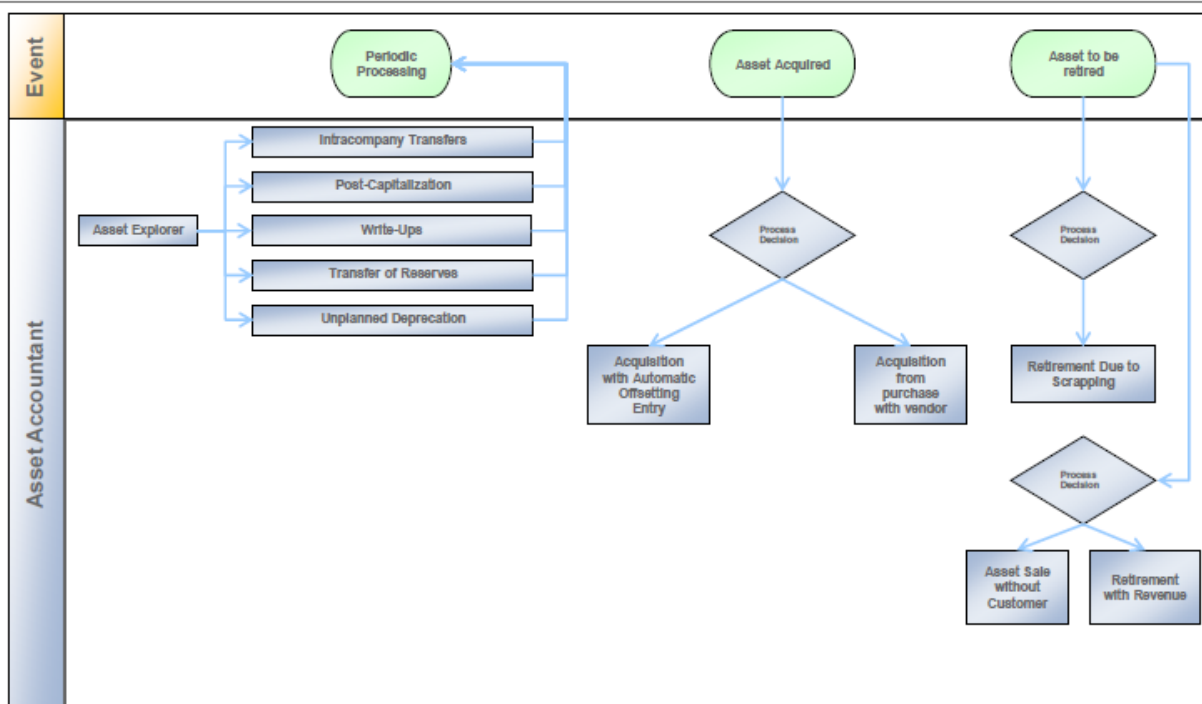 Event
Periodic
Processing
Asset Acquired
Asset to be
retired
Asset Accountant
Asset Explorer
Intracompany Transfers
Post-Capitalization
Write-Ups
Transfer of Reserves
Unplanned Deprecation
Process
Decision
Process
Decision
Acquisition
with Automatic
Offsetting
Entry
Acquisition
from
purchase
with vendor
Retirement Due to
Scrapping
Process
Decision
Asset Sale
without
Customer
Retirement
with Revenue